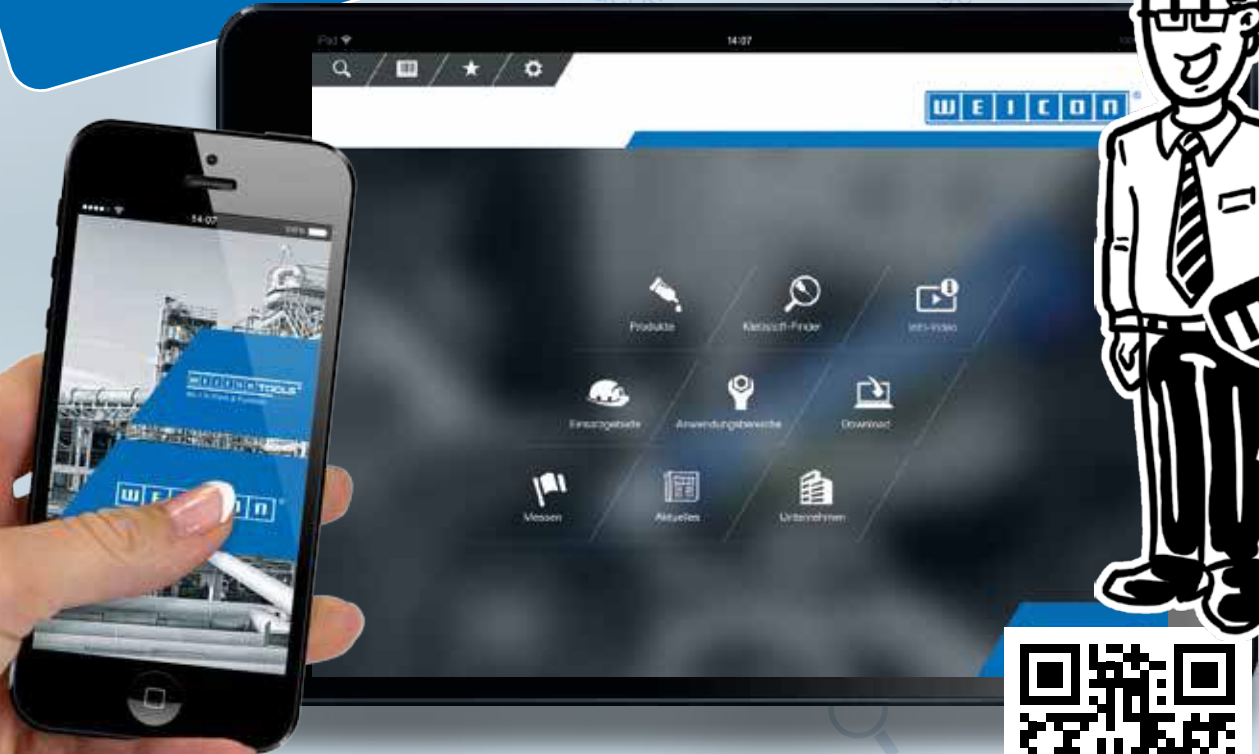 iPad
14:07
WEICON®
14:07
100%
Produkte
Klebstoff-Finder
Info-Video
WEICON TOOLS®
Einsatzgebiete
Anwendungsbereiche
Download
Messen
Aktuelles
Unternehmen